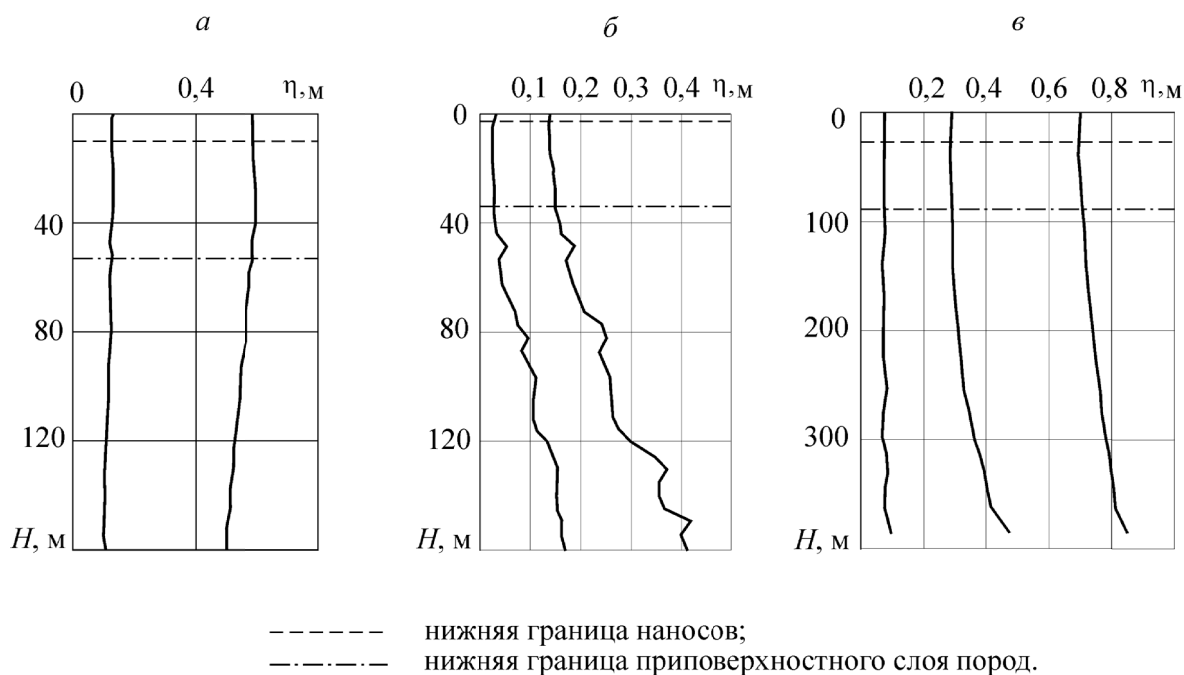 а
б
в
0 0,4 η,м
0,1 0,2 0,3 0,4 η,м
0,2 0,4 0,6 0,8 η,м
0
0
40
40
100
80
80
200
120
120
300
H, м
H, м
H, м
нижняя граница наносов;
нижняя граница приповерхностного слоя пород.